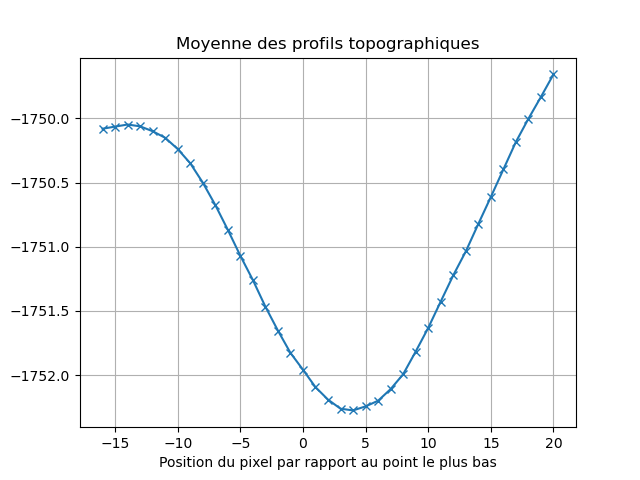 Moyenne des profils topographiques
−1750.0
−1750.5
−1751.0
−1751.5
−1752.0
−15 −10 −5 0 5 10 15 20
Position du pixel par rapport au point le plus bas